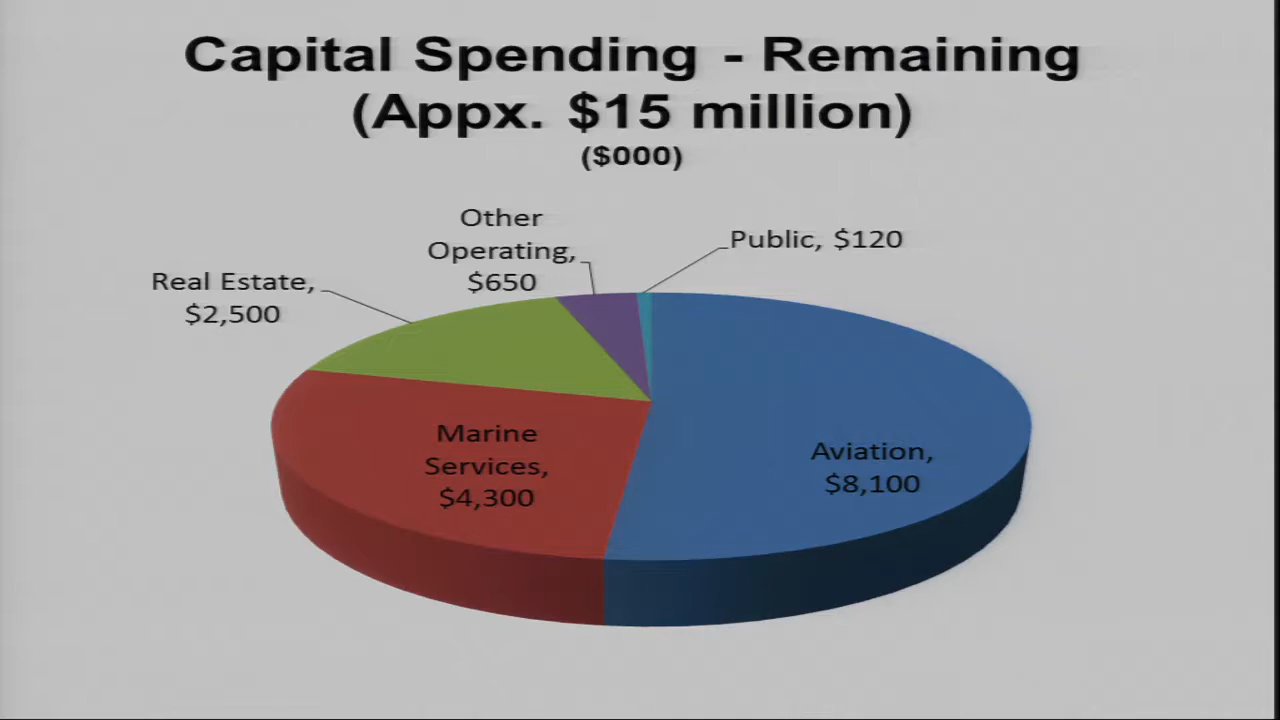 Capital Spending - Remaining
(Appx. $15 million)
($000)
Other
Operating,
$650
Public, $120
Real Estate,
$2,500
Marine
Services,
$4,300
Aviation,
$8,100